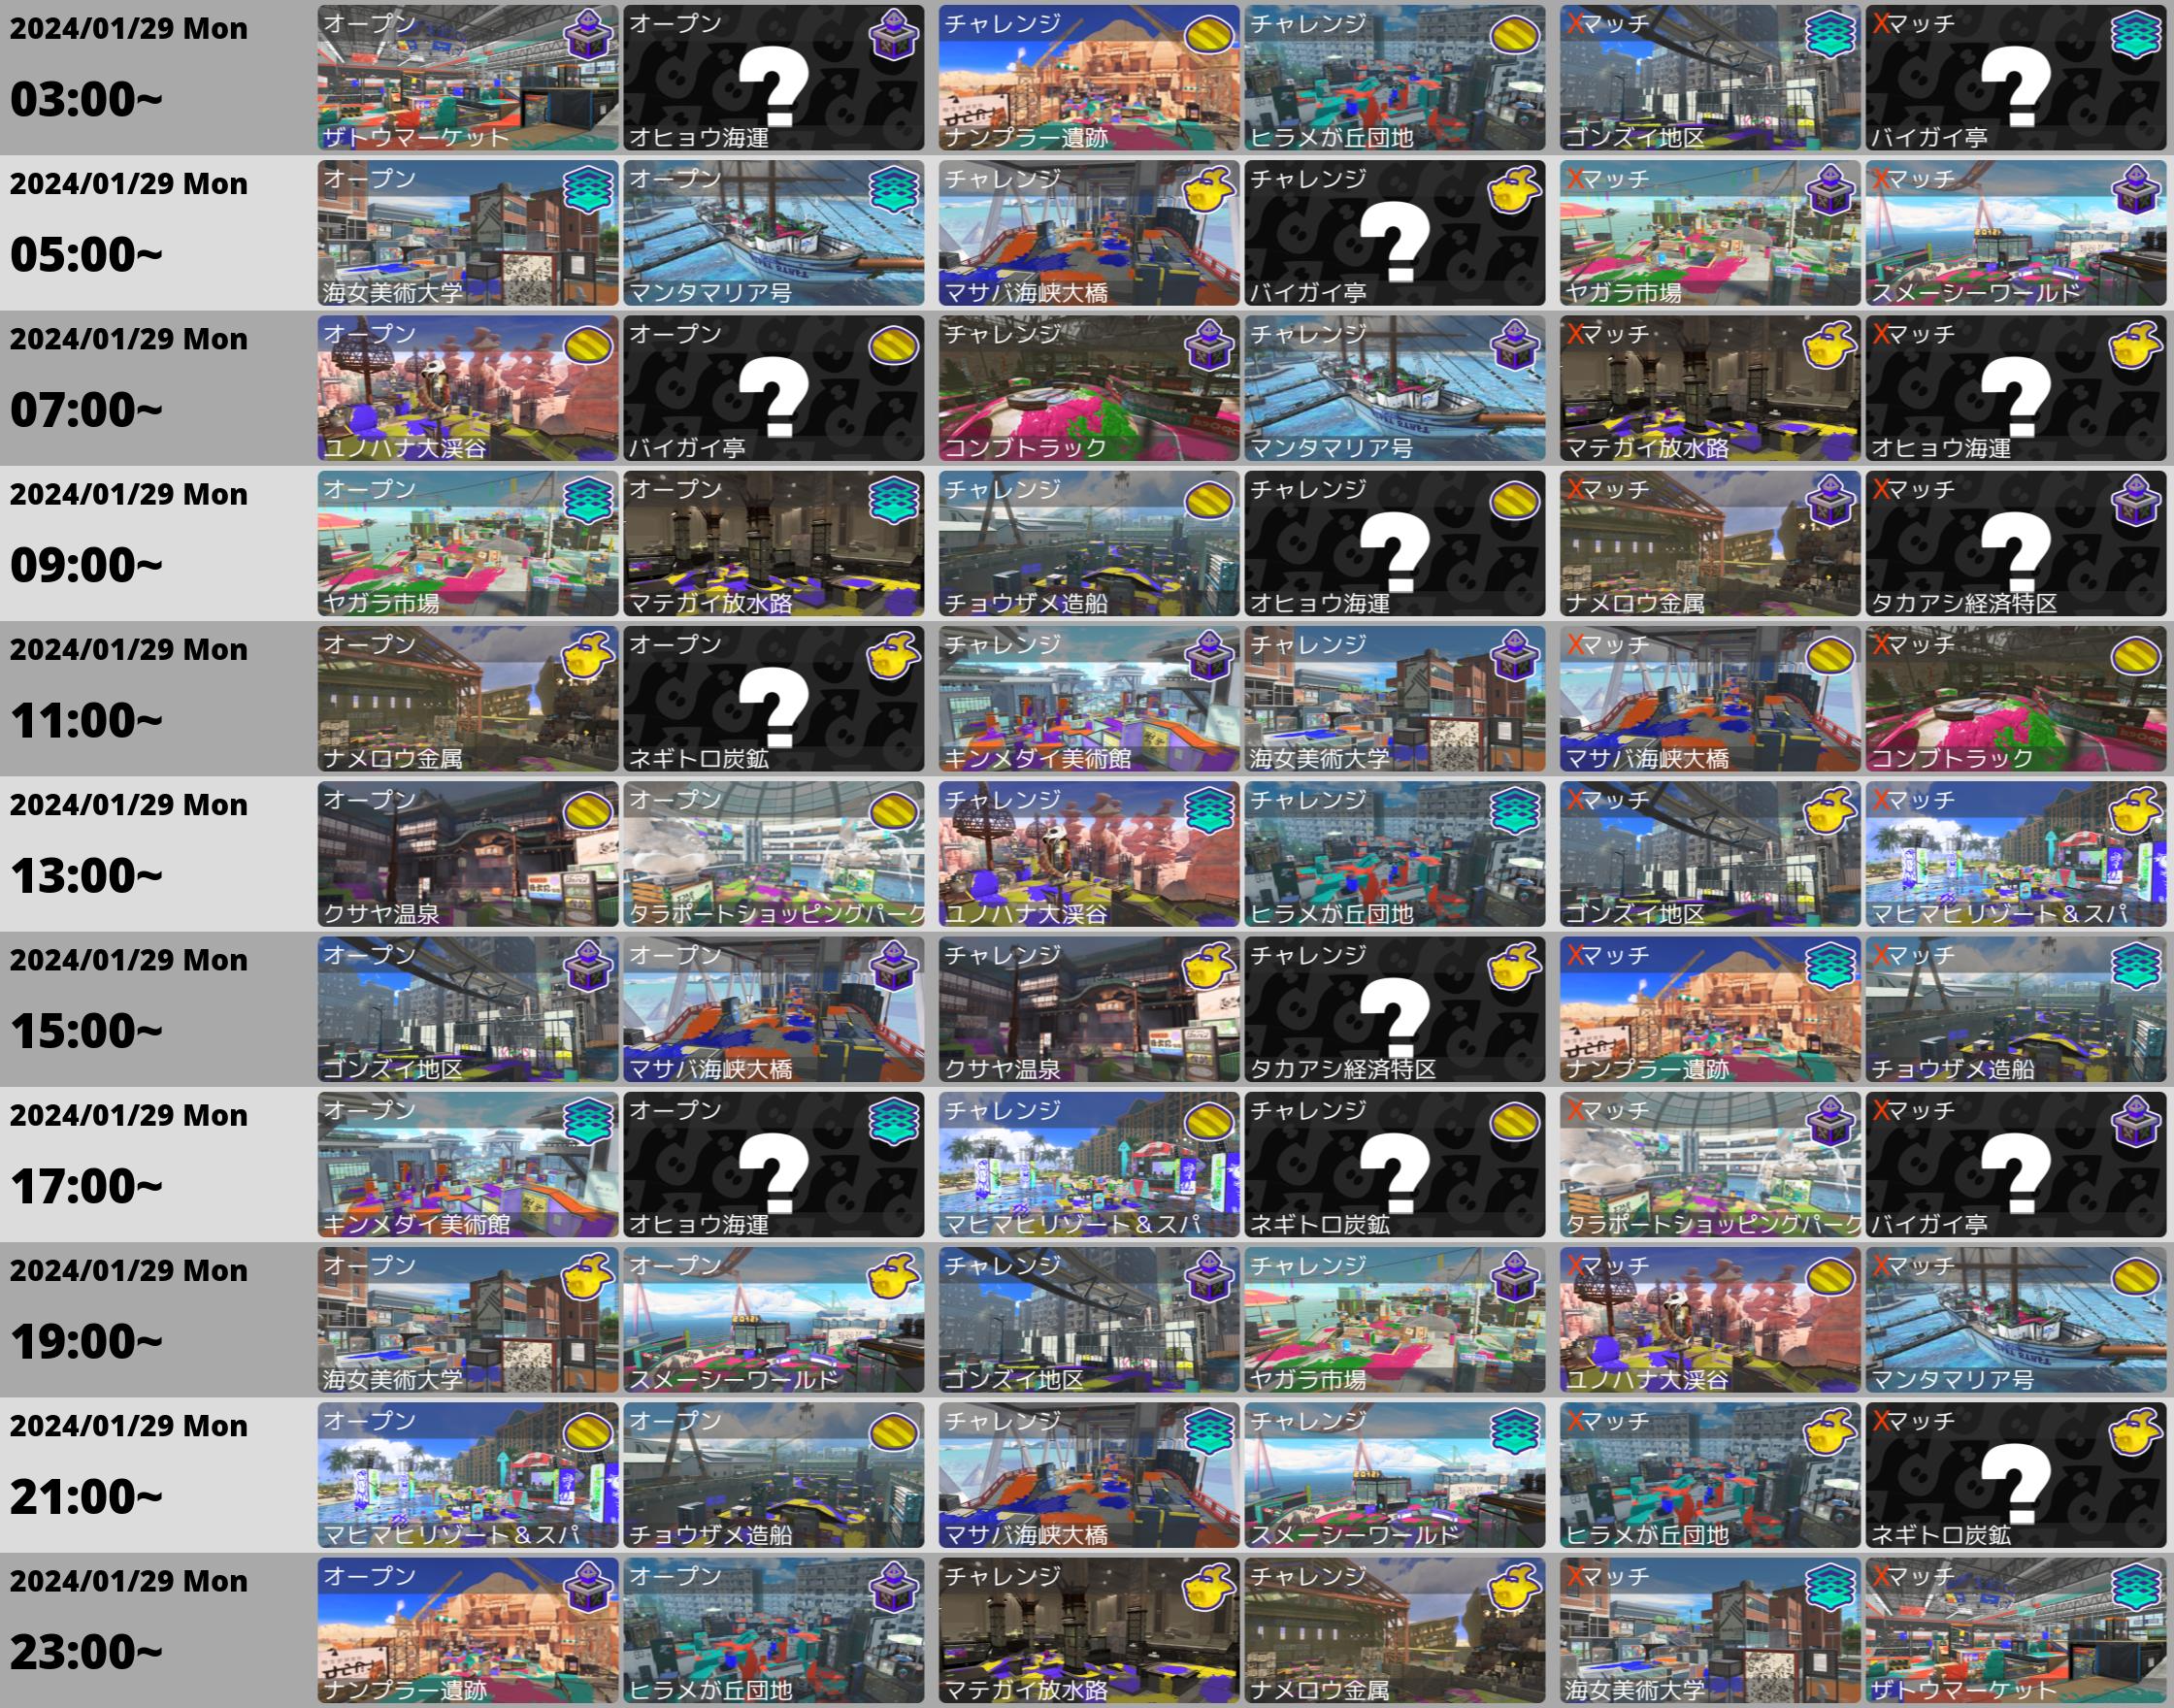 2024/01/29 Mon
03:00~
オープン オープン チャレンジ チャレンジ Xマッチ Xマッチ
ザトウマーケット オヒョウ海運 ナンプラー遺跡 ヒラメが丘団地 ゴンズイ地区 バイガイ亭
2024/01/29 Mon
05:00~
オープン オープン チャレンジ チャレンジ Xマッチ Xマッチ
海女美術大学 マンタマリア号 マサバ海峡大橋 バイガイ亭 ヤガラ市場 スメーシーワールド
2024/01/29 Mon
07:00~
オープン オープン チャレンジ チャレンジ Xマッチ Xマッチ
ユノハナ大渓谷 バイガイ亭 コンブトラック マンタマリア号 マテガイ放水路 オヒョウ海運
2024/01/29 Mon
09:00~
オープン オープン チャレンジ チャレンジ Xマッチ Xマッチ
ヤガラ市場 マテガイ放水路 チョウザメ造船 オヒョウ海運 ナメロウ金属 タカアシ経済特区
2024/01/29 Mon
11:00~
オープン オープン チャレンジ チャレンジ Xマッチ Xマッチ
ナメロウ金属 ネギトロ炭鉱 キンメダイ美術館 海女美術大学 マサバ海峡大橋 コンブトラック
2024/01/29 Mon
13:00~
オープン オープン チャレンジ チャレンジ Xマッチ Xマッチ
クサヤ温泉 タラポートショッピングパーク ユノハナ大渓谷 ヒラメが丘団地 ゴンズイ地区 マヒマヒリゾート&スパ
2024/01/29 Mon
15:00~
オープン オープン チャレンジ チャレンジ Xマッチ Xマッチ
ゴンズイ地区 マサバ海峡大橋 クサヤ温泉 タカアシ経済特区 ナンプラー遺跡 チョウザメ造船
2024/01/29 Mon
17:00~
オープン オープン チャレンジ チャレンジ Xマッチ Xマッチ
キンメダイ美術館 オヒョウ海運 マヒマヒリゾート&スパ ネギトロ炭鉱 タラポートショッピングパーク バイガイ亭
2024/01/29 Mon
19:00~
オープン オープン チャレンジ チャレンジ Xマッチ Xマッチ
海女美術大学 スメーシーワールド ゴンズイ地区 ヤガラ市場 ユノハナ大渓谷 マンタマリア号
2024/01/29 Mon
21:00~
オープン オープン チャレンジ チャレンジ Xマッチ Xマッチ
マヒマヒリゾート&スパ チョウザメ造船 マサバ海峡大橋 スメーシーワールド ヒラメが丘団地 ネギトロ炭鉱
2024/01/29 Mon
23:00~
オープン オープン チャレンジ チャレンジ Xマッチ Xマッチ
ナンプラー遺跡 ヒラメが丘団地 マテガイ放水路 ナメロウ金属 海女美術大学 ザトウマーケット